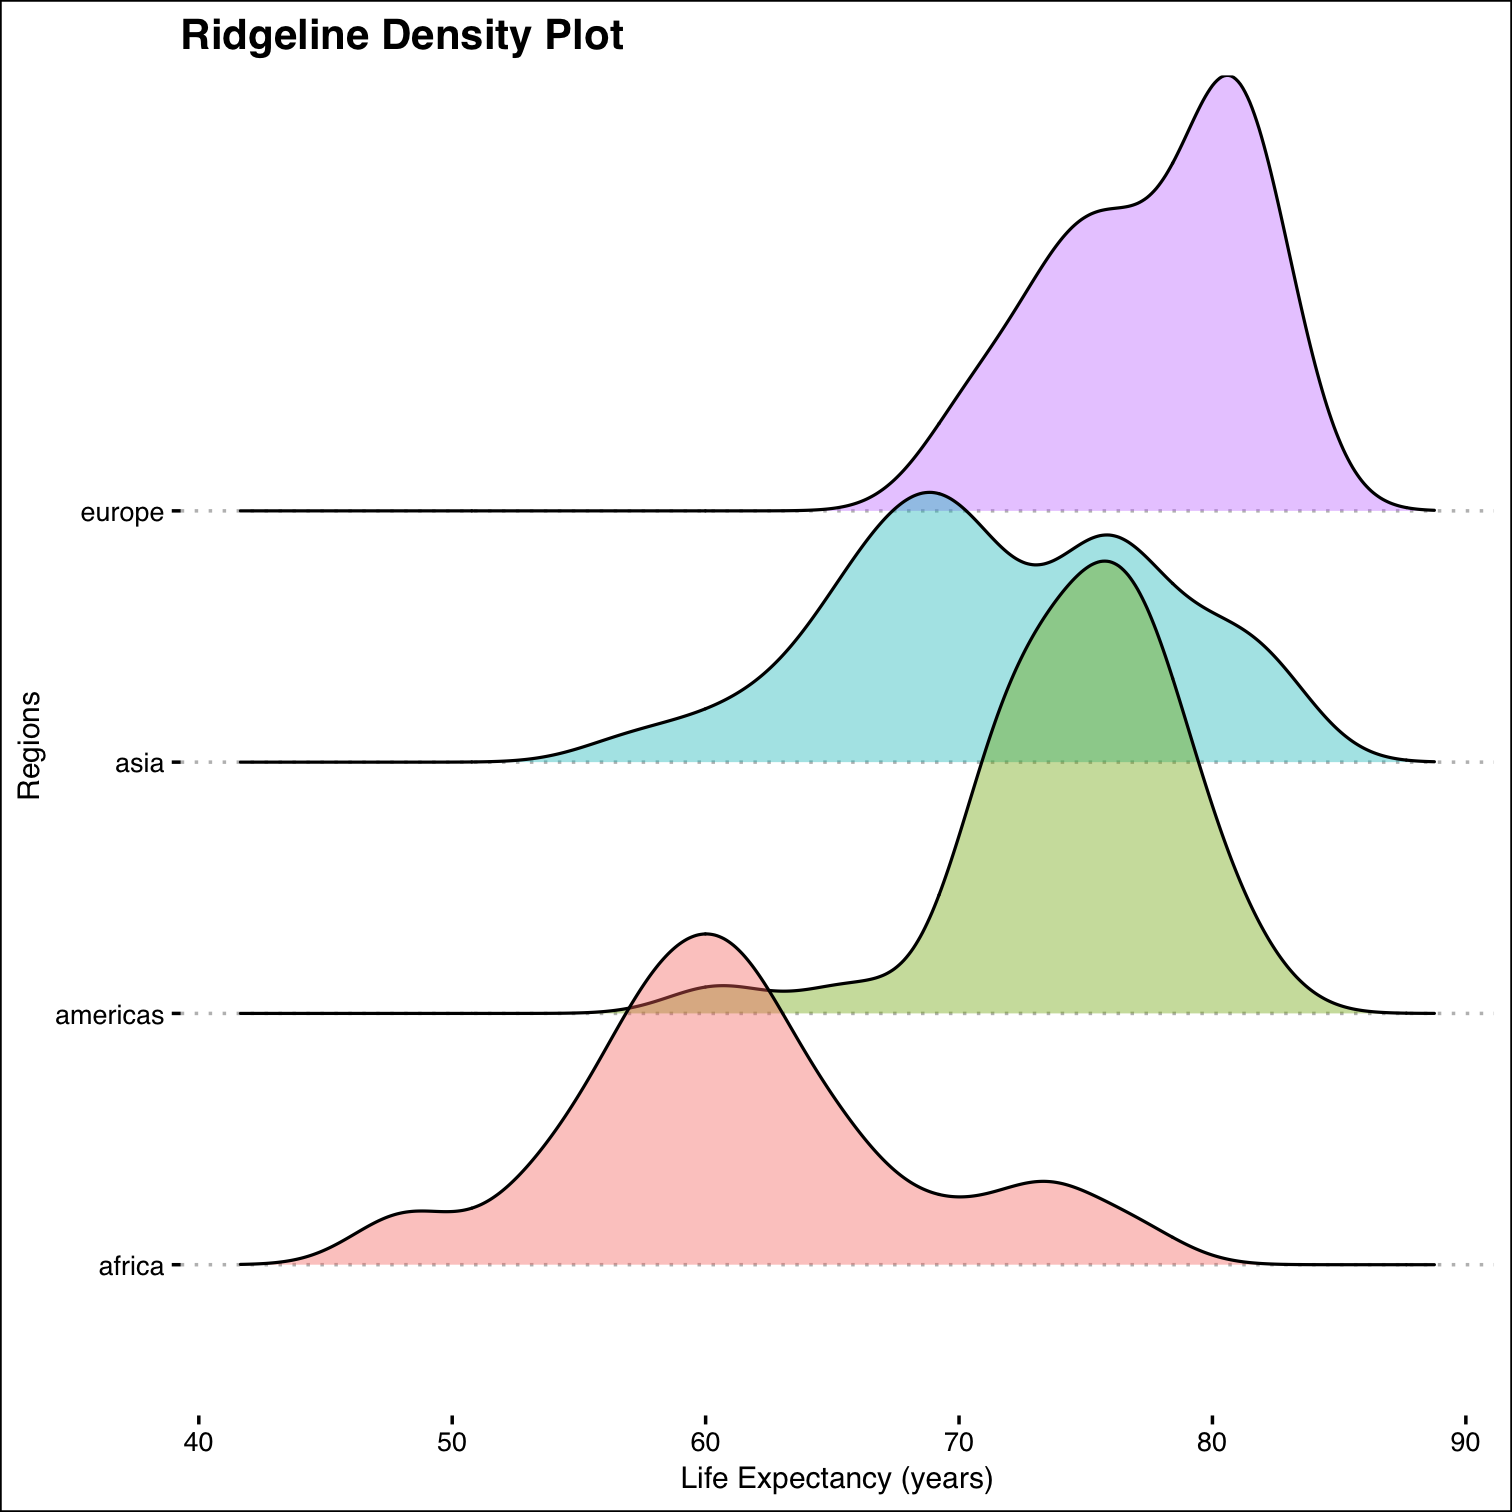 Ridgeline Density Plot
europe
asia
americas
africa
Regions
40 50 60 70 80 90
Life Expectancy (years)